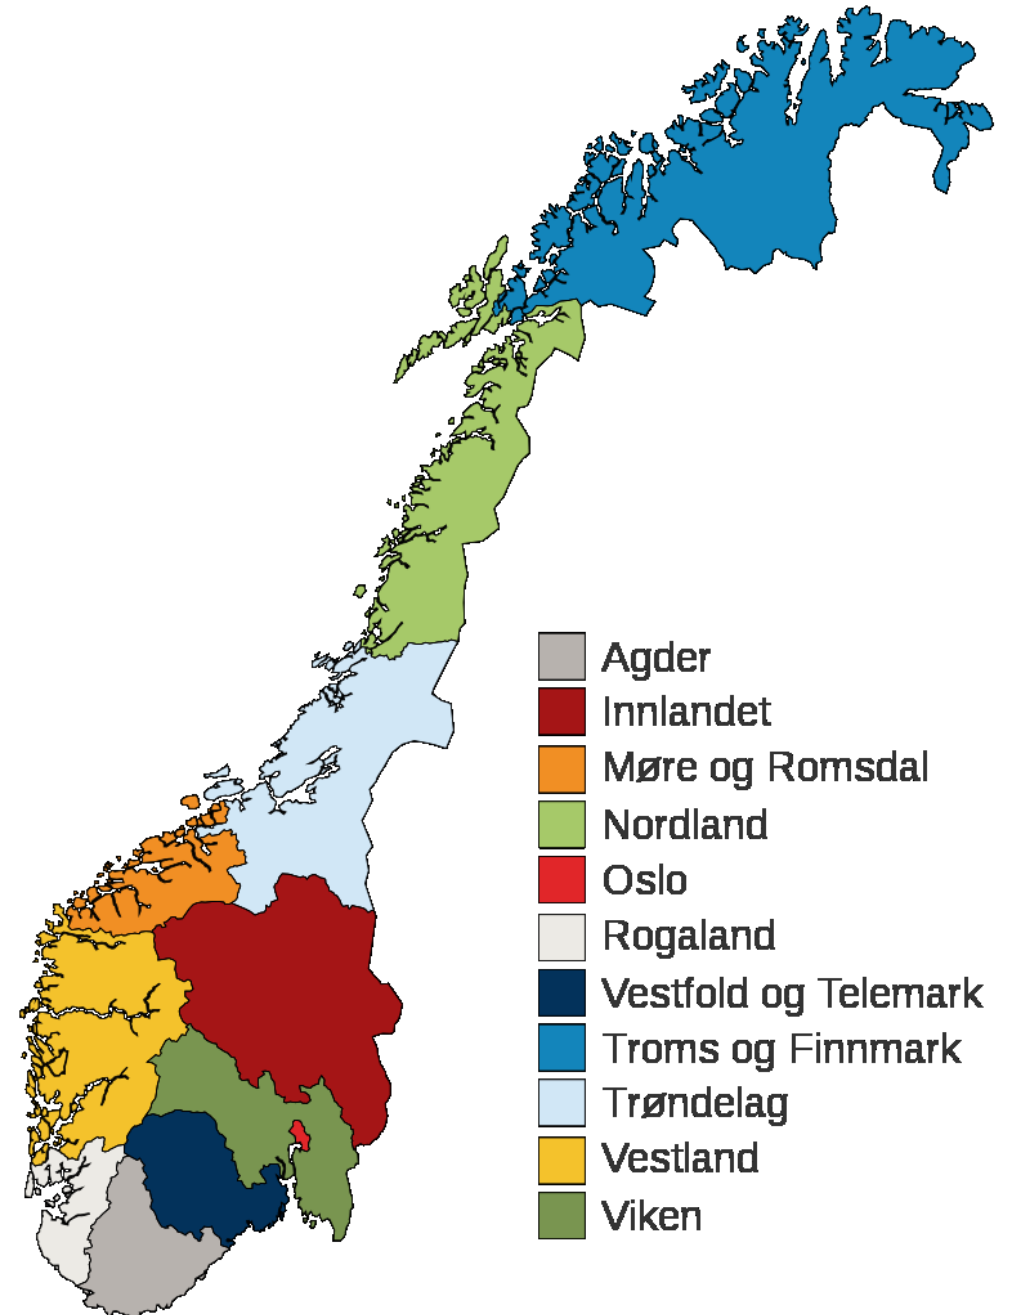 Agder
Innlandet
Møre og Romsdal
Nordland
Oslo
Rogaland
Vestfold og Telemark
Troms og Finnmark
Trøndelag
Vestland
Viken